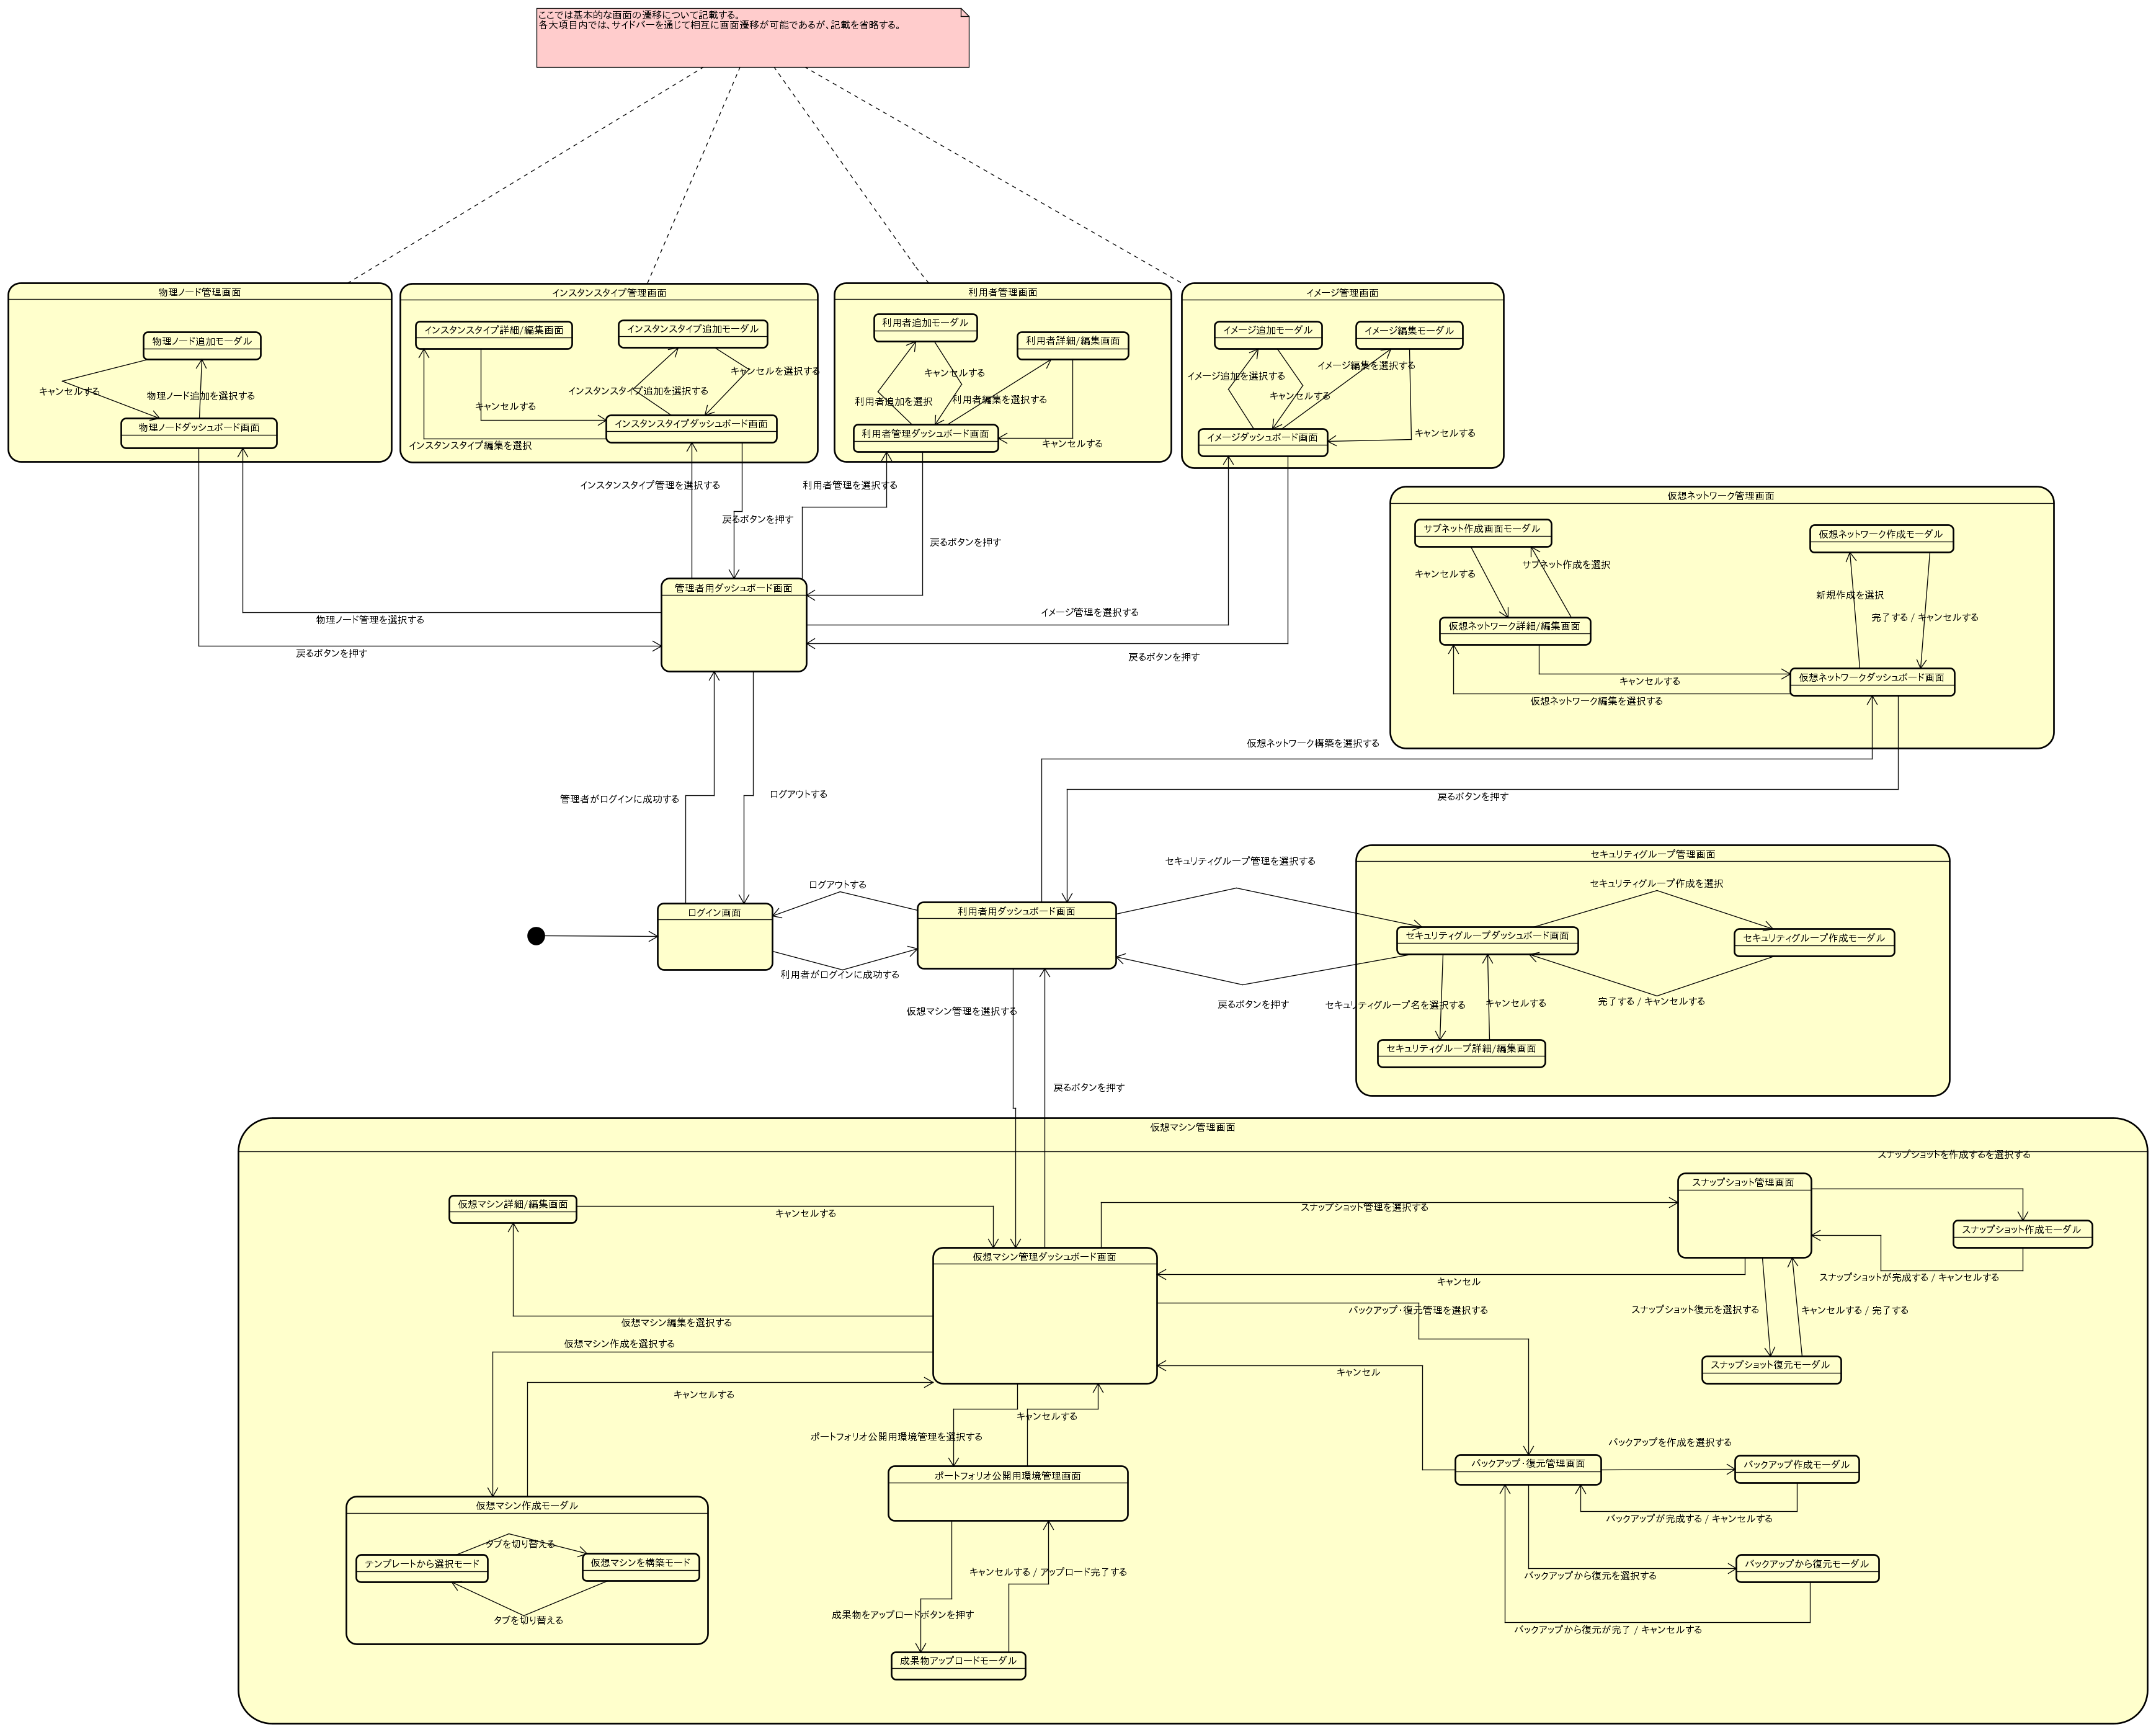 ここでは基本的な画面の遷移について記載する。
各大項目内では、サイドバーを通じて相互に画面遷移が可能であるが、記載を省略する。
物理ノード管理画面
物理ノード追加モーダル
キャンセルする
物理ノード追加を選択する
物理ノードダッシュボード画面
インスタンスタイプ管理画面
インスタンスタイプ詳細/編集画面
インスタンスタイプ追加モーダル
キャンセルを選択する
インスタンスタイプ追加を選択する
キャンセルする
インスタンスタイプダッシュボード画面
インスタンスタイプ編集を選択
利用者管理画面
利用者追加モーダル
利用者詳細/編集画面
キャンセルする
利用者追加を選択
利用者編集を選択する
利用者管理ダッシュボード画面
キャンセルする
イメージ管理画面
イメージ追加モーダル
イメージ編集モーダル
イメージ編集を選択する
イメージ追加を選択する
キャンセルする
イメージダッシュボード画面
キャンセルする
インスタンスタイプ管理を選択する
利用者管理を選択する
戻るボタンを押す
戻るボタンを押す
管理者用ダッシュボード画面
物理ノード管理を選択する
イメージ管理を選択する
戻るボタンを押す
戻るボタンを押す
仮想ネットワーク管理画面
サブネット作成画面モーダル
仮想ネットワーク作成モーダル
キャンセルする
サブネット作成を選択
新規作成を選択
完了する / キャンセルする
仮想ネットワーク詳細/編集画面
仮想ネットワークダッシュボード画面
キャンセルする
仮想ネットワーク編集を選択する
仮想ネットワーク構築を選択する
戻るボタンを押す
管理者がログインに成功する
ログアウトする
ログアウトする
ログイン画面
利用者用ダッシュボード画面
利用者がログインに成功する
セキュリティグループ管理を選択する
セキュリティグループ管理画面
セキュリティグループ作成を選択
セキュリティグループダッシュボード画面
セキュリティグループ作成モーダル
戻るボタンを押す
セキュリティグループ名を選択する
キャンセルする
完了する / キャンセルする
セキュリティグループ詳細/編集画面
仮想マシン管理を選択する
戻るボタンを押す
仮想マシン管理画面
スナップショットを作成するを選択する
スナップショット管理画面
仮想マシン詳細/編集画面
キャンセルする
スナップショット管理を選択する
スナップショット作成モーダル
仮想マシン管理ダッシュボード画面
キャンセル
スナップショットが完成する / キャンセルする
バックアップ・復元管理を選択する
スナップショット復元を選択する
キャンセルする / 完了する
仮想マシン編集を選択する
仮想マシン作成を選択する
スナップショット復元モーダル
キャンセル
キャンセルする
キャンセルする
ポートフォリオ公開用環境管理を選択する
バックアップを作成を選択する
バックアップ・復元管理画面
バックアップ作成モーダル
ポートフォリオ公開用環境管理画面
仮想マシン作成モーダル
バックアップが完成する / キャンセルする
タブを切り替える
テンプレートから選択モード
仮想マシンを構築モード
タブを切り替える
キャンセルする / アップロード完了する
バックアップから復元モーダル
バックアップから復元を選択する
成果物をアップロードボタンを押す
バックアップから復元が完了 / キャンセルする
成果物アップロードモーダル